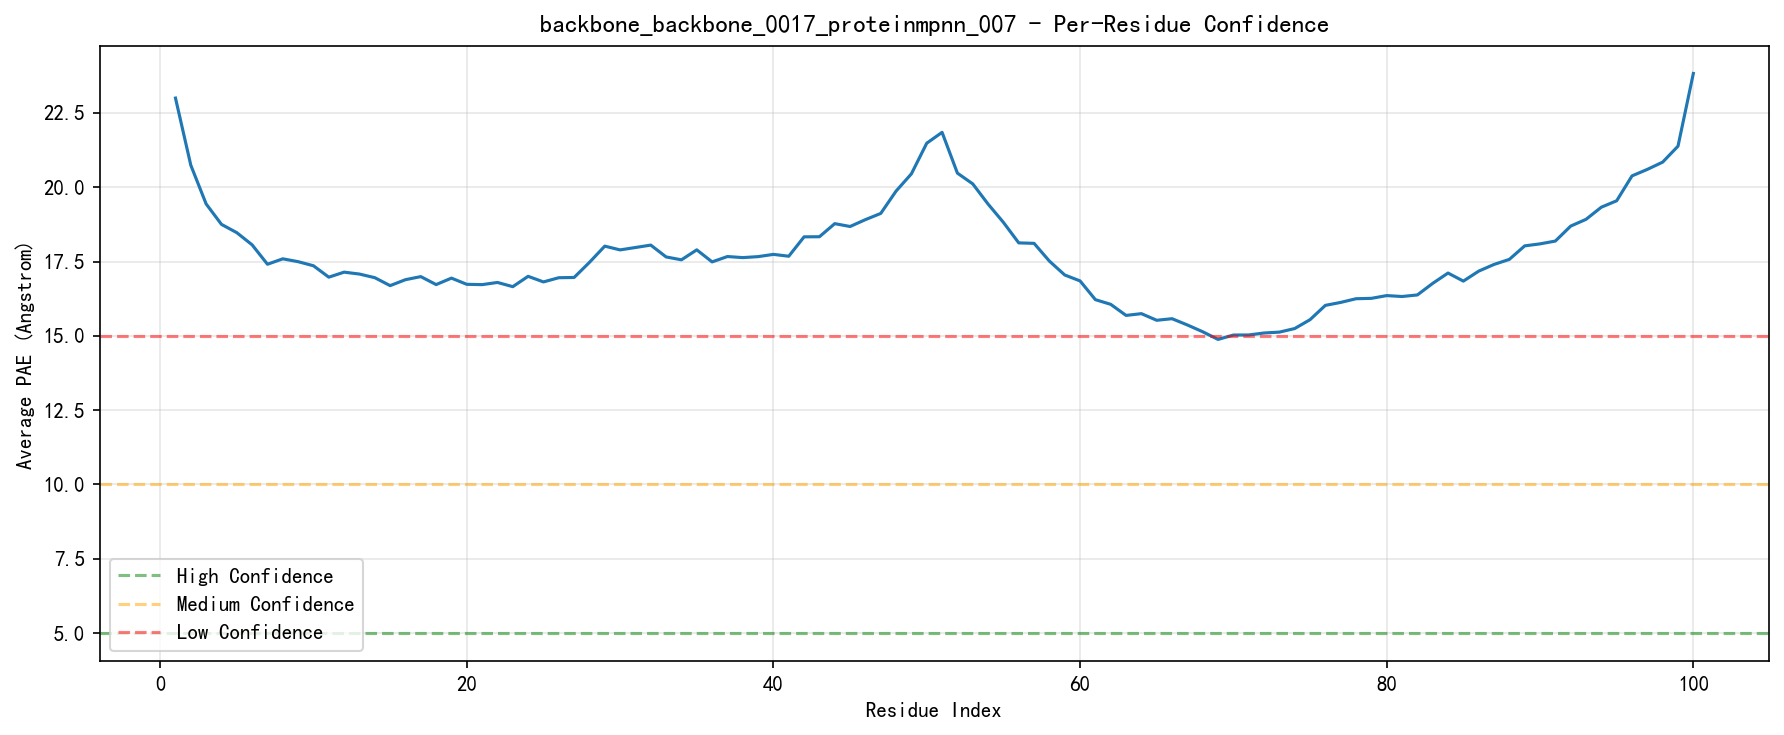 backbone_backbone_0017_proteinmpnn_007 - Per-Residue Confidence
Average PAE (Angstrom)
22.5
20.0
17.5
15.0
12.5
10.0
7.5
5.0
High Confidence
Medium Confidence
Low Confidence
0 20 40 60 80 100
Residue Index